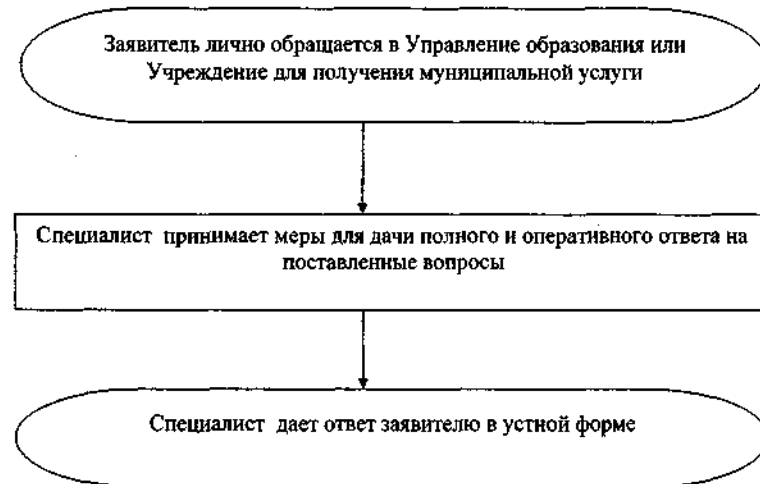 Заявитель лично обращается в Управление образования или
Учреждение для получения муниципальной услуги
Специалист принимает меры для дачи полного и оперативного ответа на
поставленные вопросы
Специалист дает ответ заявителю в устной форме